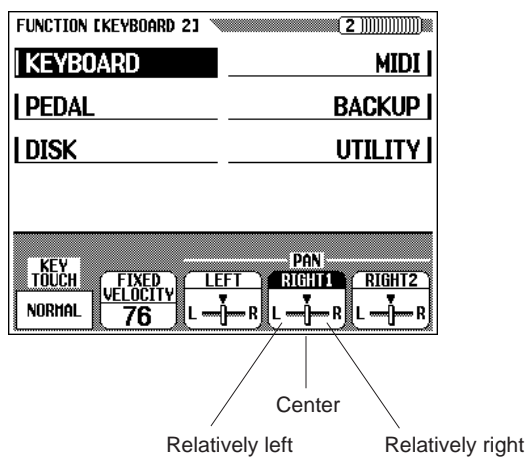 FUNCTION [KEYBOARD 2] 2
KEYBOARD MIDI
PEDAL BACKUP
DISK UTILITY
PAN
KEY
TOUCH
NORMAL
FIXED
VELOCITY
76
LEFT
L R
RIGHT1
L R
RIGHT2
L R
Center
Relatively left Relatively right